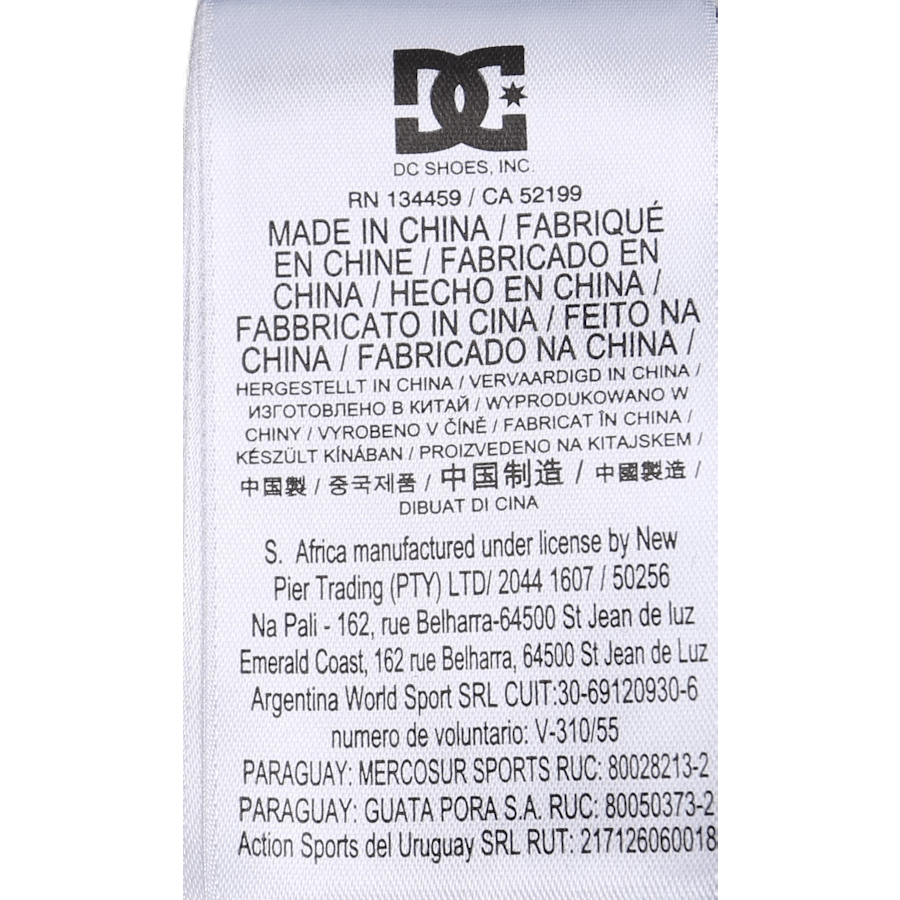 DC
DC SHOES, INC.
RN 134459 / CA 52199
MADE IN CHINA / FABRIQUÉ
EN CHINE / FABRICADO EN
CHINA / HECHO EN CHINA /
FABBRICATO IN CINA / FEITO NA
CHINA / FABRICADO NA CHINA /
HERGESTELLT IN CHINA / VERVAARDIGD IN CHINA /
ИЗГОТОВЛЕНО В КИТАЙ / WYPRODUKOWANO W
CHINY / VYROBENO V ČÍNĚ / FABRICAT ÎN CHINA /
KÉSZÜLT KÍNÁBAN / PROIZVEDENO NA KITAJSKEM /
中国製 / 중국제품 / 中国制造 / 中國製造 /
DIBUAT DI CINA
S. Africa manufactured under license by New
Pier Trading (PTY) LTD/ 2044 1607 / 50256
Na Pali - 162, rue Belharra-64500 St Jean de luz
Emerald Coast, 162 rue Belharra, 64500 St Jean de Luz
Argentina World Sport SRL CUIT:30-69120930-6
numero de voluntario: V-310/55
PARAGUAY: MERCOSUR SPORTS RUC: 80028213-2
PARAGUAY: GUATA PORA S.A. RUC: 80050373-2
Action Sports del Uruguay SRL RUT: 217126060018